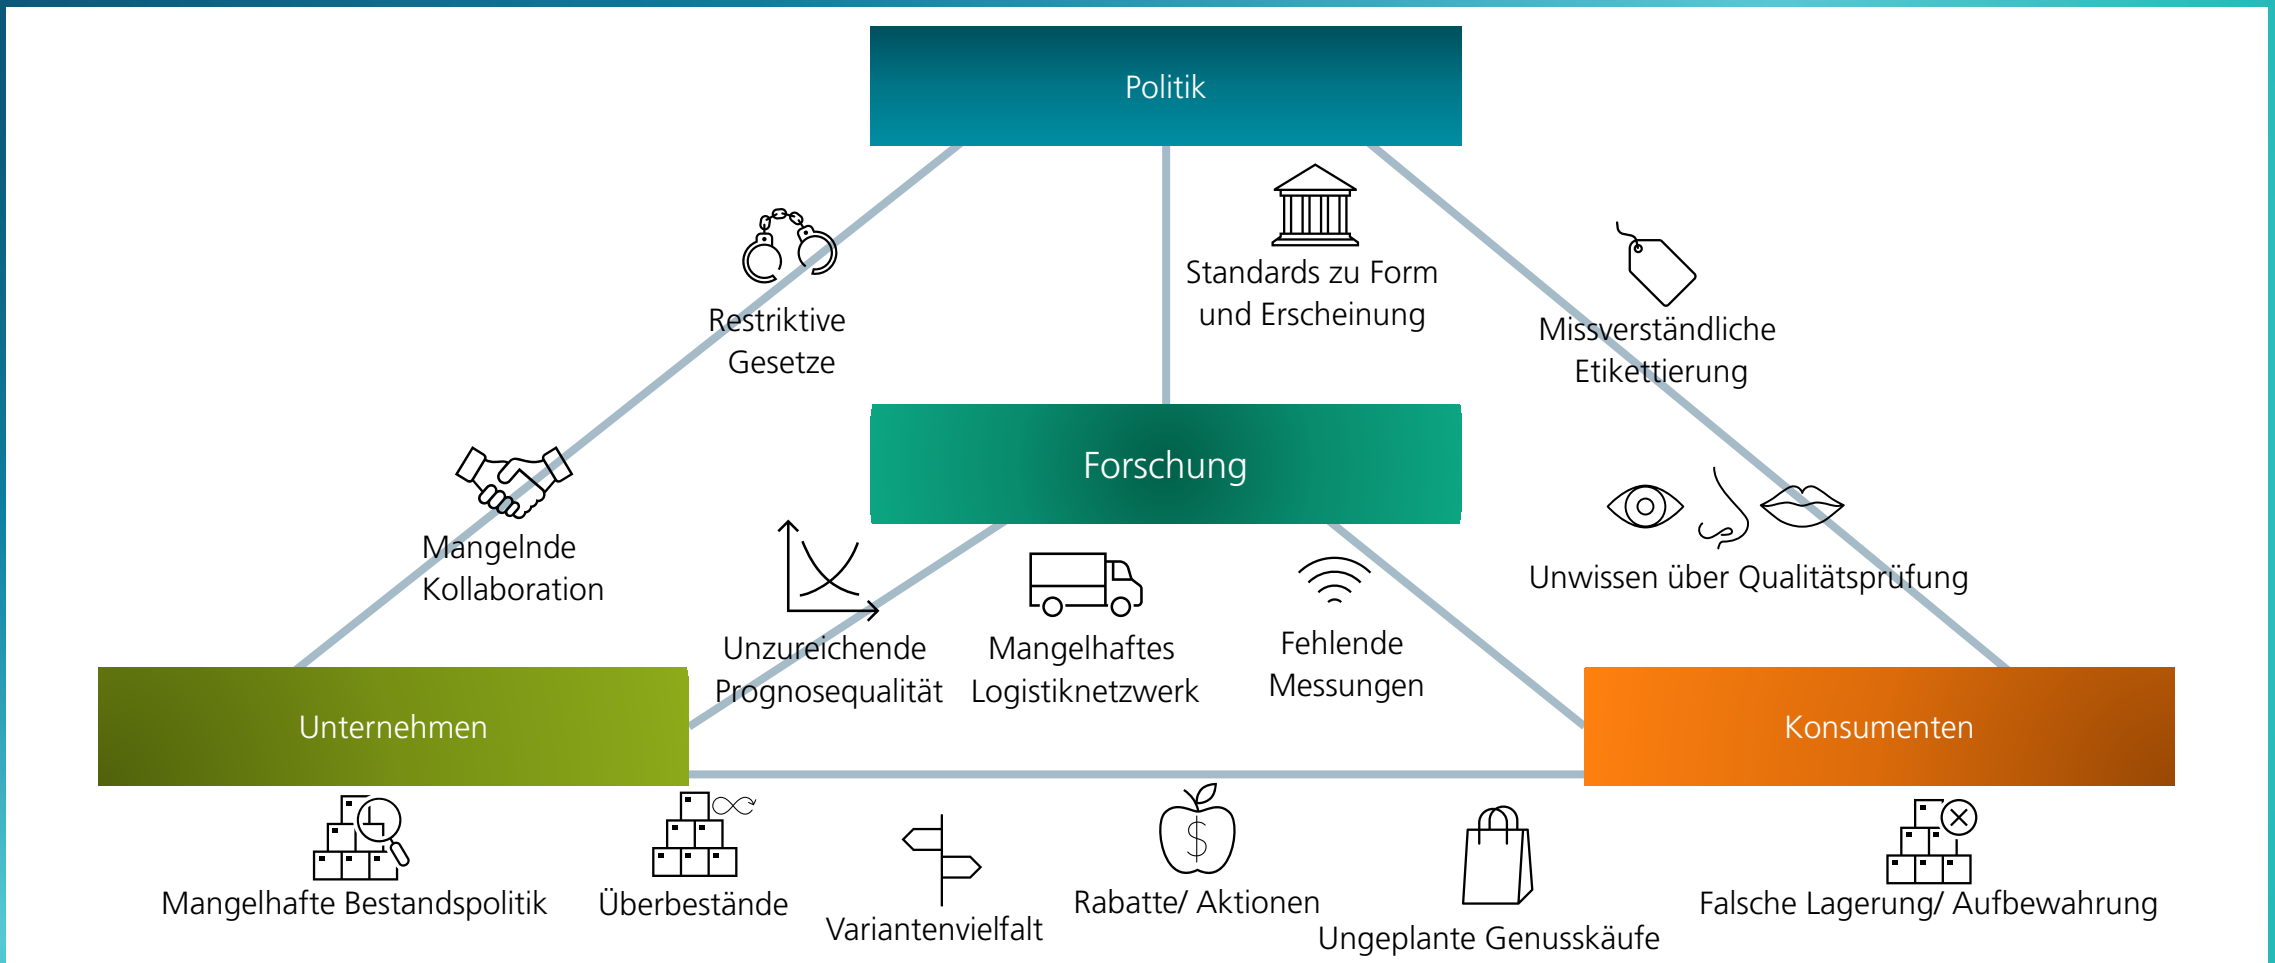 Politik
Standards zu Form
und Erscheinung
Restriktive
Gesetze
Missverständliche
Etikettierung
Forschung
Mangelnde
Kollaboration
Unwissen über Qualitätsprüfung
Unzureichende
Prognosequalität
Mangelhaftes
Logistiknetzwerk
Fehlende
Messungen
Unternehmen
Konsumenten
Mangelhafte Bestandspolitik
Überbestände
Variantenvielfalt
$
Rabatte/ Aktionen
Ungeplante Genusskäufe
Falsche Lagerung/ Aufbewahrung